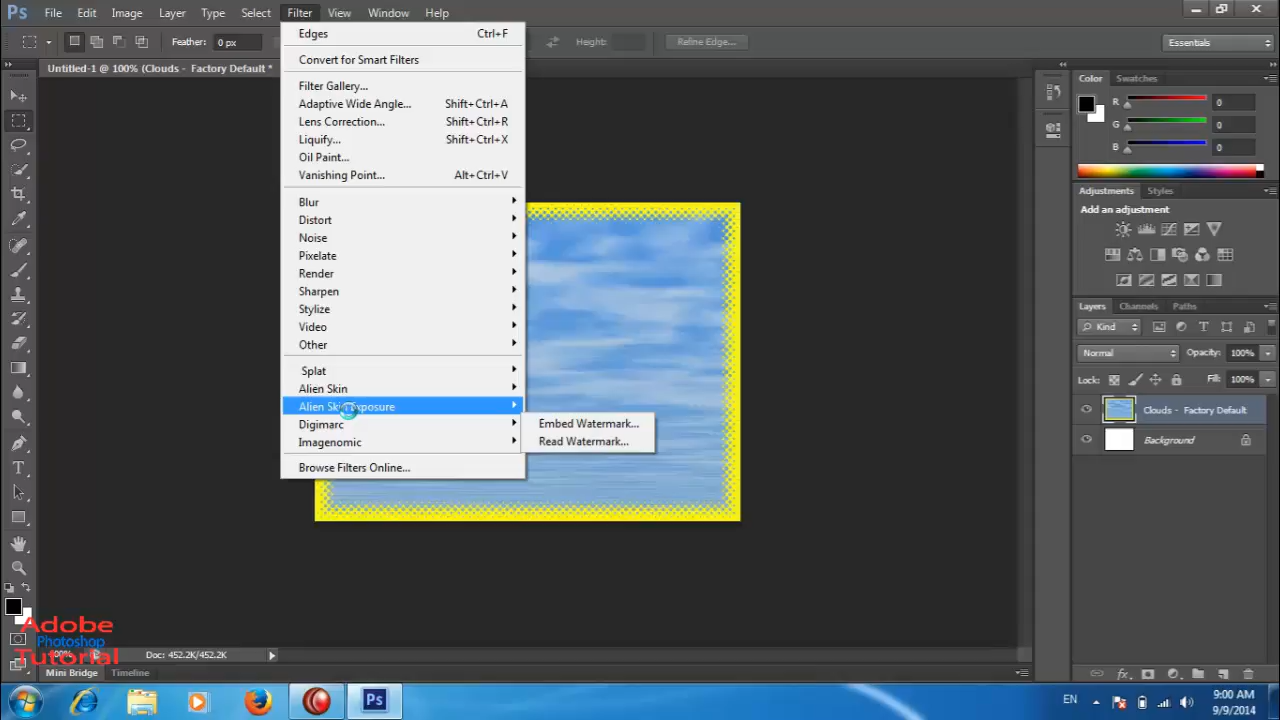 Ps File Edit Image Layer Type Select Filter View Window Help
Feather: 0 px Height: Refine Edge... Essentials
Untitled-1 @ 100% (Clouds - Factory Default *
Edges Ctrl+F
Convert for Smart Filters
Filter Gallery...
Adaptive Wide Angle... Shift+Ctrl+A
Lens Correction... Shift+Ctrl+R
Liquify... Shift+Ctrl+X
Oil Paint...
Vanishing Point... Alt+Ctrl+V
Blur
Distort
Noise
Pixelate
Render
Sharpen
Stylize
Video
Other
Splat
Alien Skin
Alien Skin Exposure
Digimarc
Imagenomic
Browse Filters Online...
Embed Watermark...
Read Watermark...
Color Swatches
R 0
G 0
B 0
Adjustments Styles
Add an adjustment
Layers Channels Paths
Kind
Normal Opacity: 100%
Lock: Fill: 100%
Clouds - Factory Default
Background
Adobe
Photoshop
Tutorial
100% Doc: 452.2K/452.2K
Mini Bridge Timeline
Ps
EN 9:00 AM
9/9/2014